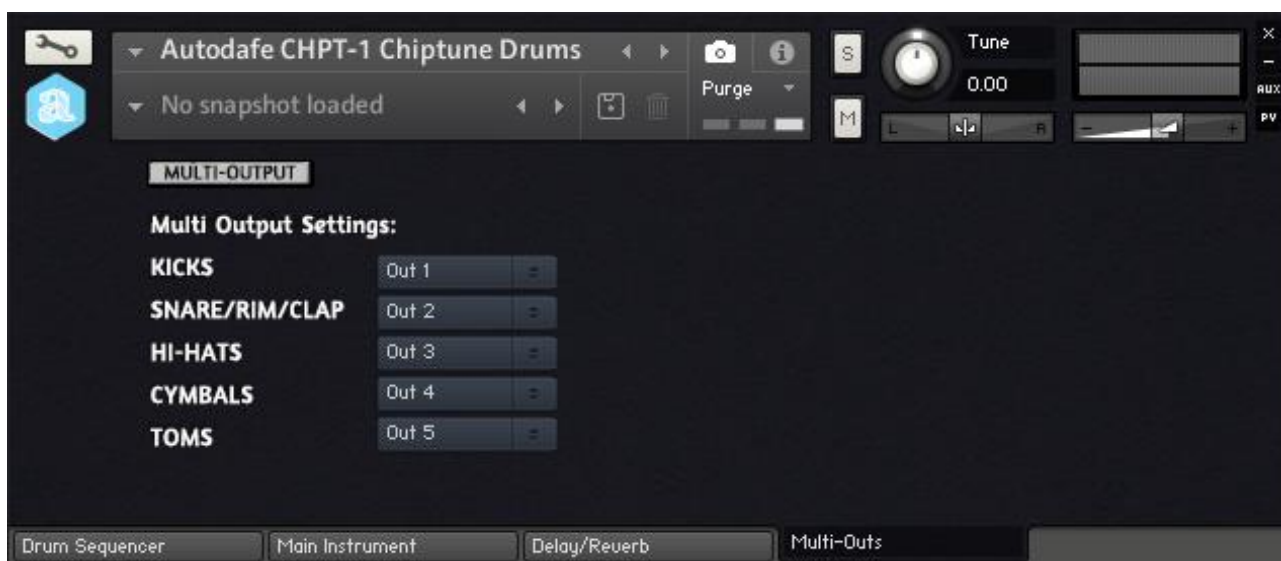 Autodafe CHPT-1 Chiptune Drums
No snapshot loaded
Purge
S
M
Tune
0.00
L
R
- +
×
-
AUX
PV
MULTI-OUTPUT
Multi Output Settings:
KICKS Out 1
SNARE/RIM/CLAP Out 2
HI-HATS Out 3
CYMBALS Out 4
TOMS Out 5
Drum Sequencer Main Instrument Delay/Reverb Multi-Outs